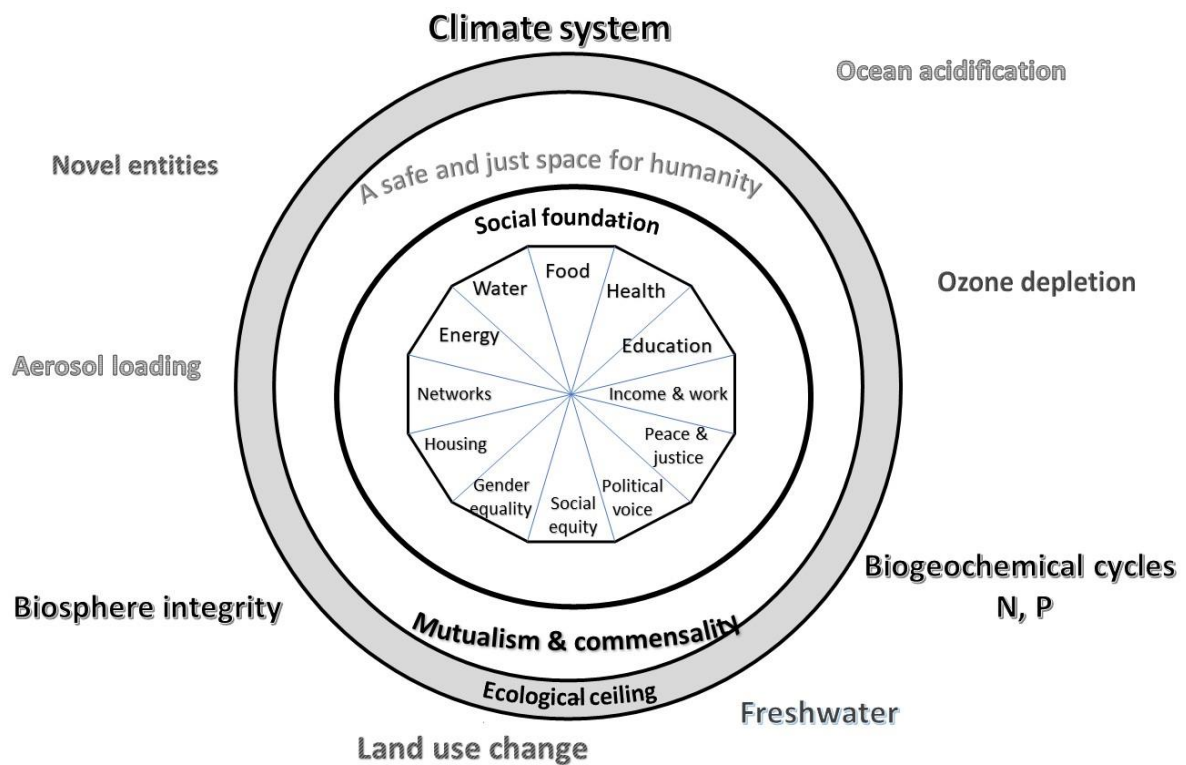 Climate system
Ocean acidification
Novel entities
A safe and just space for humanity
Social foundation
Food
Water
Health
Ozone depletion
Energy
Education
Aerosol loading
Networks
Income & work
Housing
Peace &
justice
Gender
equality
Political
voice
Social
equity
Biogeochemical cycles
N, P
Biosphere integrity
Mutualism & commensality
Ecological ceiling
Freshwater
Land use change